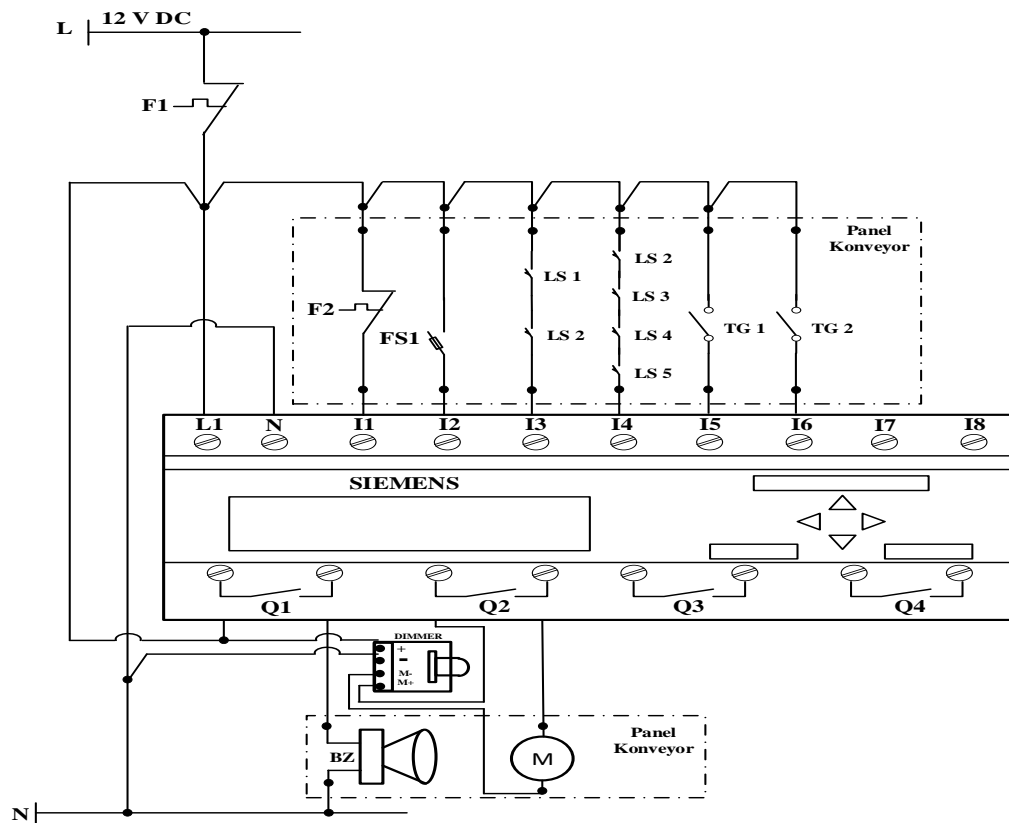 L 12 V DC
F1
Panel
Konveyor
F2
FS1
LS 1
LS 2
LS 2
LS 3
LS 4
LS 5
TG 1
TG 2
L1 N I1 I2 I3 I4 I5 I6 I7 I8
SIEMENS
Q1 Q2 Q3 Q4
DIMMER
+
-
M-
M+
BZ
M
Panel
Konveyor
N